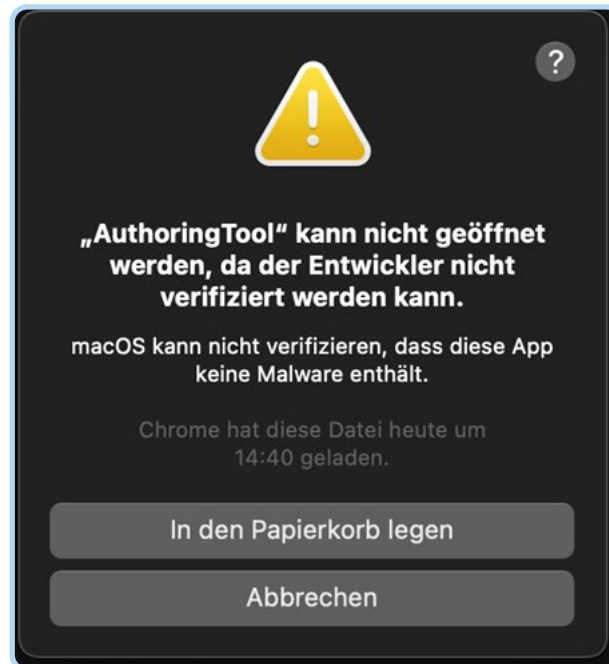 ?
„AuthoringTool“ kann nicht geöffnet
werden, da der Entwickler nicht
verifiziert werden kann.
macOS kann nicht verifizieren, dass diese App
keine Malware enthält.
Chrome hat diese Datei heute um
14:40 geladen.
In den Papierkorb legen
Abbrechen